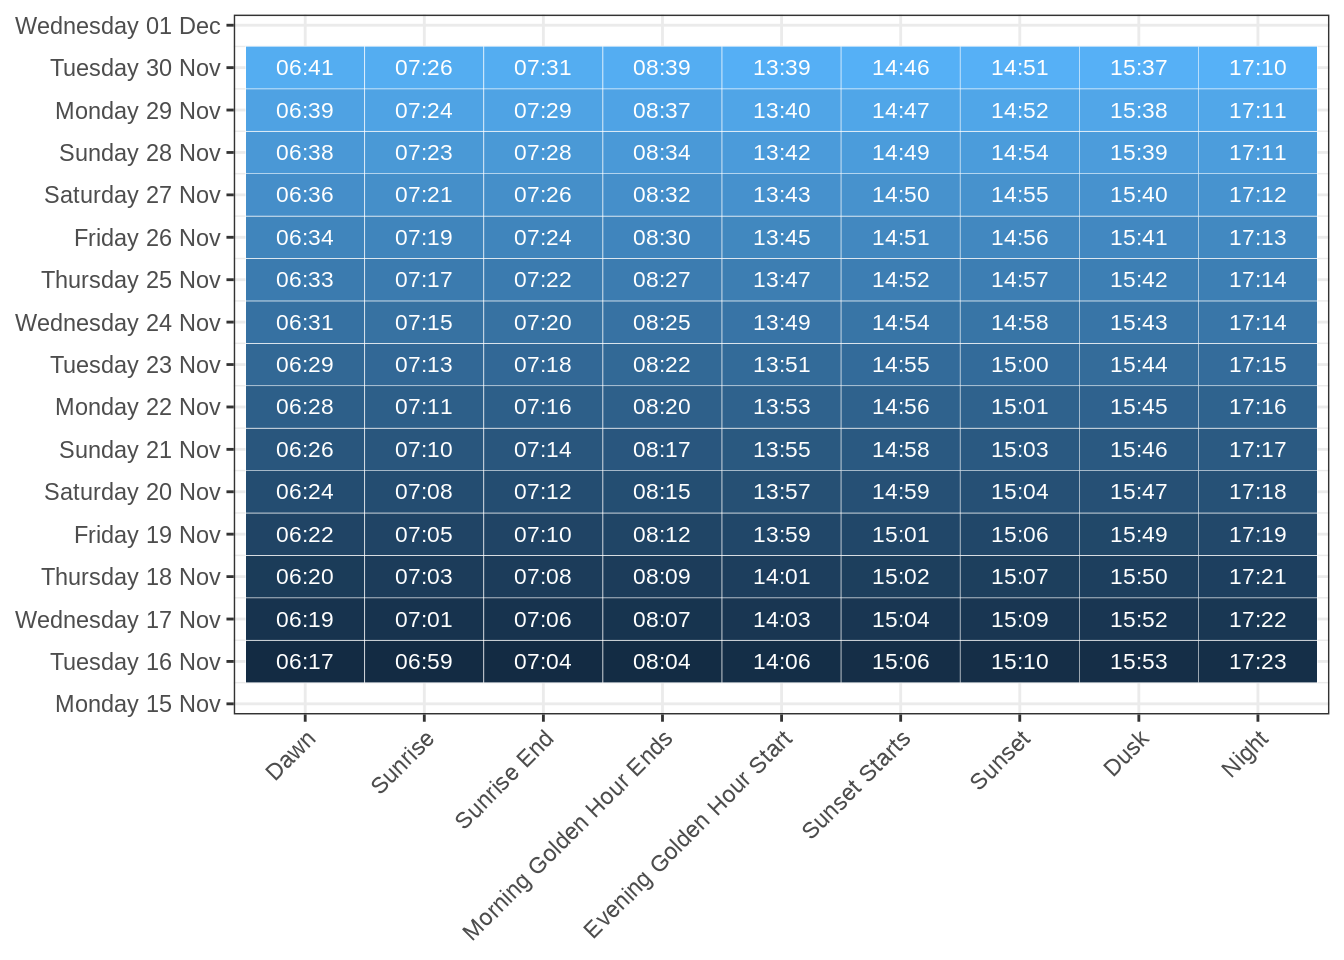 Wednesday 01 Dec
Tuesday 30 Nov 06:41 07:26 07:31 08:39 13:39 14:46 14:51 15:37 17:10
Monday 29 Nov 06:39 07:24 07:29 08:37 13:40 14:47 14:52 15:38 17:11
Sunday 28 Nov 06:38 07:23 07:28 08:34 13:42 14:49 14:54 15:39 17:11
Saturday 27 Nov 06:36 07:21 07:26 08:32 13:43 14:50 14:55 15:40 17:12
Friday 26 Nov 06:34 07:19 07:24 08:30 13:45 14:51 14:56 15:41 17:13
Thursday 25 Nov 06:33 07:17 07:22 08:27 13:47 14:52 14:57 15:42 17:14
Wednesday 24 Nov 06:31 07:15 07:20 08:25 13:49 14:54 14:58 15:43 17:14
Tuesday 23 Nov 06:29 07:13 07:18 08:22 13:51 14:55 15:00 15:44 17:15
Monday 22 Nov 06:28 07:11 07:16 08:20 13:53 14:56 15:01 15:45 17:16
Sunday 21 Nov 06:26 07:10 07:14 08:17 13:55 14:58 15:03 15:46 17:17
Saturday 20 Nov 06:24 07:08 07:12 08:15 13:57 14:59 15:04 15:47 17:18
Friday 19 Nov 06:22 07:05 07:10 08:12 13:59 15:01 15:06 15:49 17:19
Thursday 18 Nov 06:20 07:03 07:08 08:09 14:01 15:02 15:07 15:50 17:21
Wednesday 17 Nov 06:19 07:01 07:06 08:07 14:03 15:04 15:09 15:52 17:22
Tuesday 16 Nov 06:17 06:59 07:04 08:04 14:06 15:06 15:10 15:53 17:23
Monday 15 Nov
Dawn
Sunrise
Sunrise End
Morning Golden Hour Ends
Evening Golden Hour Start
Sunset Starts
Sunset
Dusk
Night